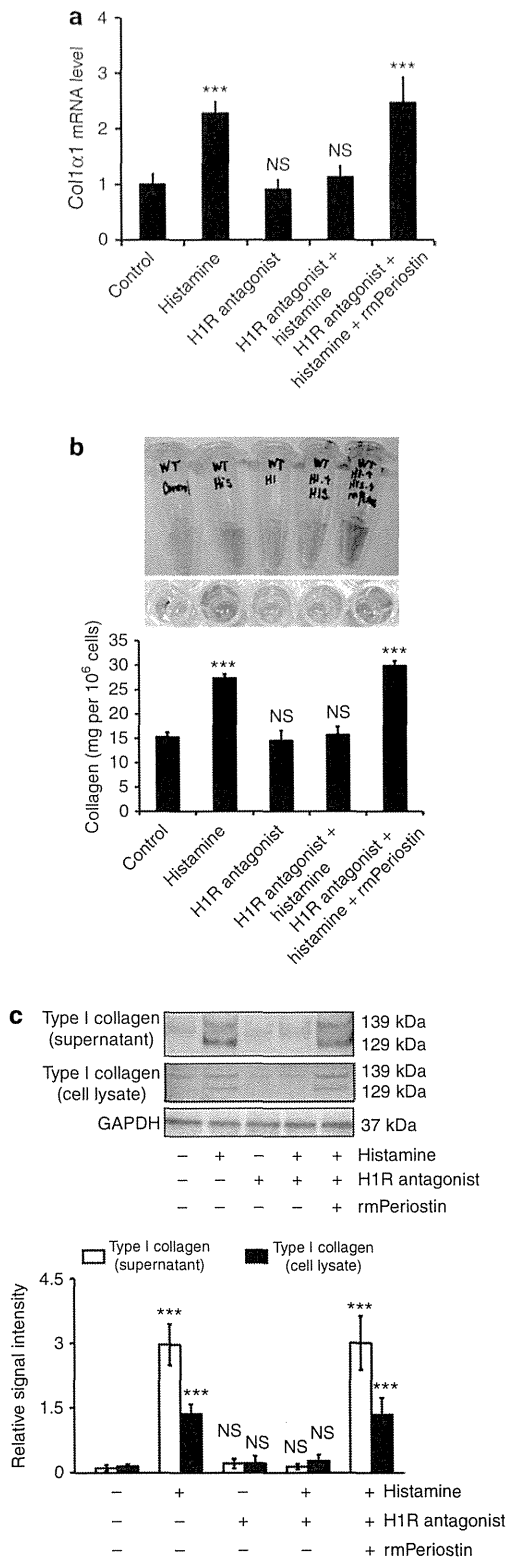 a
Col1α1 mRNA level
4
3
2
1
0
***
NS
NS
***
Control
Histamine
H1R antagonist
H1R antagonist +
histamine
H1R antagonist +
histamine + rmPeriostin
b
WT
WT
WT
WT
WT
His
H1
H1+
His
Collagen (mg per 10⁶ cells)
35
30
25
20
15
10
5
0
***
NS
NS
***
Control
Histamine
H1R antagonist
H1R antagonist +
histamine
H1R antagonist +
histamine + rmPeriostin
c
Type I collagen
(supernatant)
139 kDa
129 kDa
Type I collagen
(cell lysate)
139 kDa
129 kDa
GAPDH
37 kDa
– + – + + Histamine
– – + + + H1R antagonist
+ rmPeriostin
Type I collagen
(supernatant)
Type I collagen
(cell lysate)
Relative signal intensity
4.5
3
1.5
0
***
***
NS
NS
NS
NS
***
***
– + – + + Histamine
– – + + + H1R antagonist
– – – – + rmPeriostin